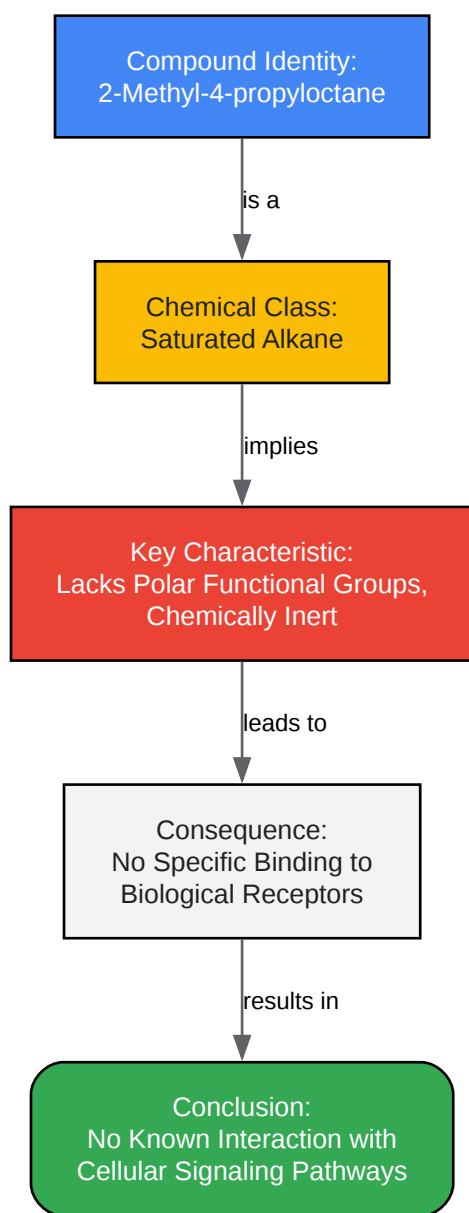 Compound Identity:
2-Methyl-4-propyloctane
is a
Chemical Class:
Saturated Alkane
implies
Key Characteristic:
Lacks Polar Functional Groups,
Chemically Inert
leads to
Consequence:
No Specific Binding to
Biological Receptors
results in
Conclusion:
No Known Interaction with
Cellular Signaling Pathways